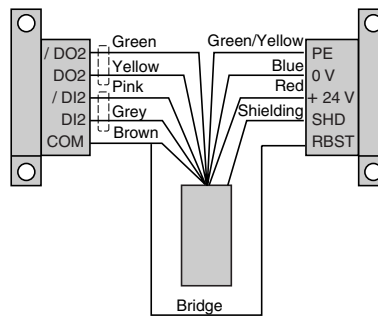 / DO2 Green Green/Yellow PE
DO2 Yellow Blue 0 V
/ DI2 Pink Red + 24 V
DI2 Grey Shielding SHD
COM Brown RBST
Bridge